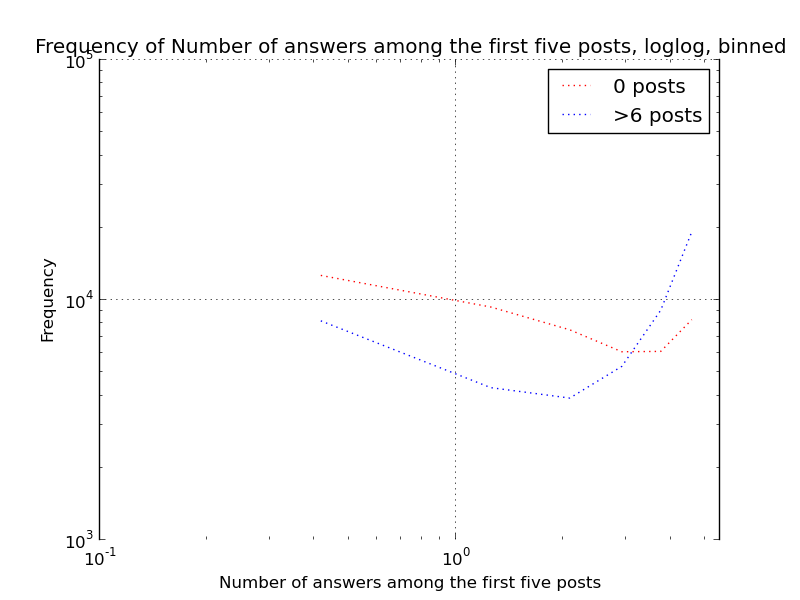 Frequency of Number of answers among the first five posts, loglog, binned
10^5
0 posts
>6 posts
Frequency
10^4
10^3
10^-1
10^0
Number of answers among the first five posts